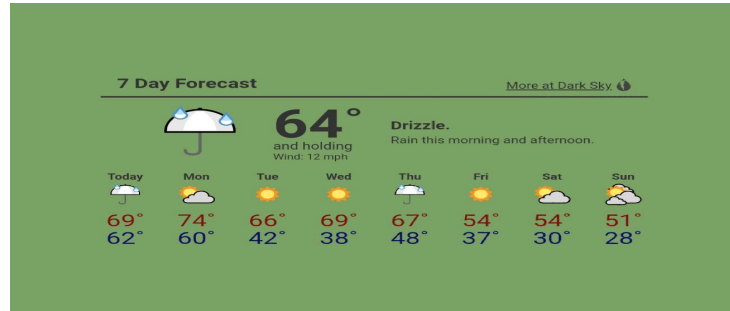 7 Day Forecast
More at Dark Sky
64°
and holding
Wind: 12 mph
Drizzle.
Rain this morning and afternoon.
Today Mon Tue Wed Thu Fri Sat Sun
69° 74° 66° 69° 67° 54° 54° 51°
62° 60° 42° 38° 48° 37° 30° 28°